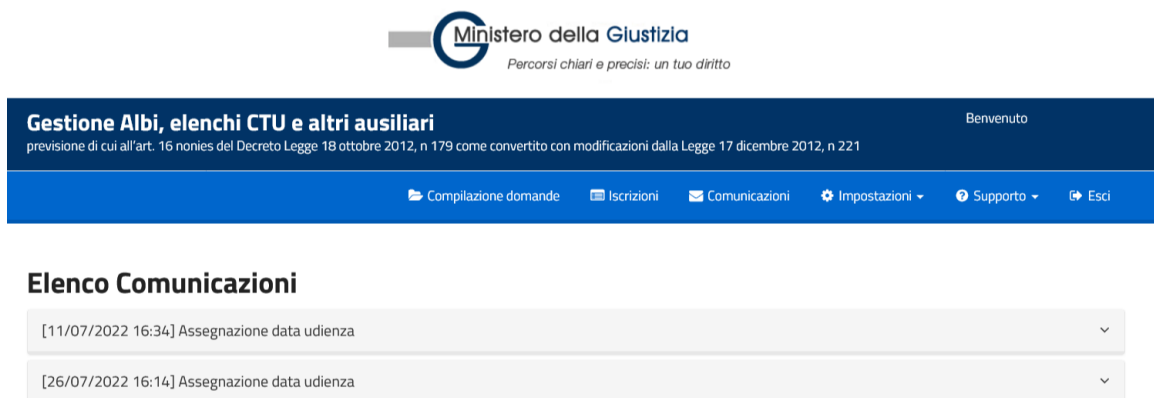 Ministero della Giustizia
Percorsi chiari e precisi: un tuo diritto
Gestione Albi, elenchi CTU e altri ausiliari
Benvenuto
previsione di cui all'art. 16 nonies del Decreto Legge 18 ottobre 2012, n 179 come convertito con modificazioni dalla Legge 17 dicembre 2012, n 221
Compilazione domande Iscrizioni Comunicazioni Impostazioni Supporto Esci
Elenco Comunicazioni
[11/07/2022 16:34] Assegnazione data udienza
[26/07/2022 16:14] Assegnazione data udienza